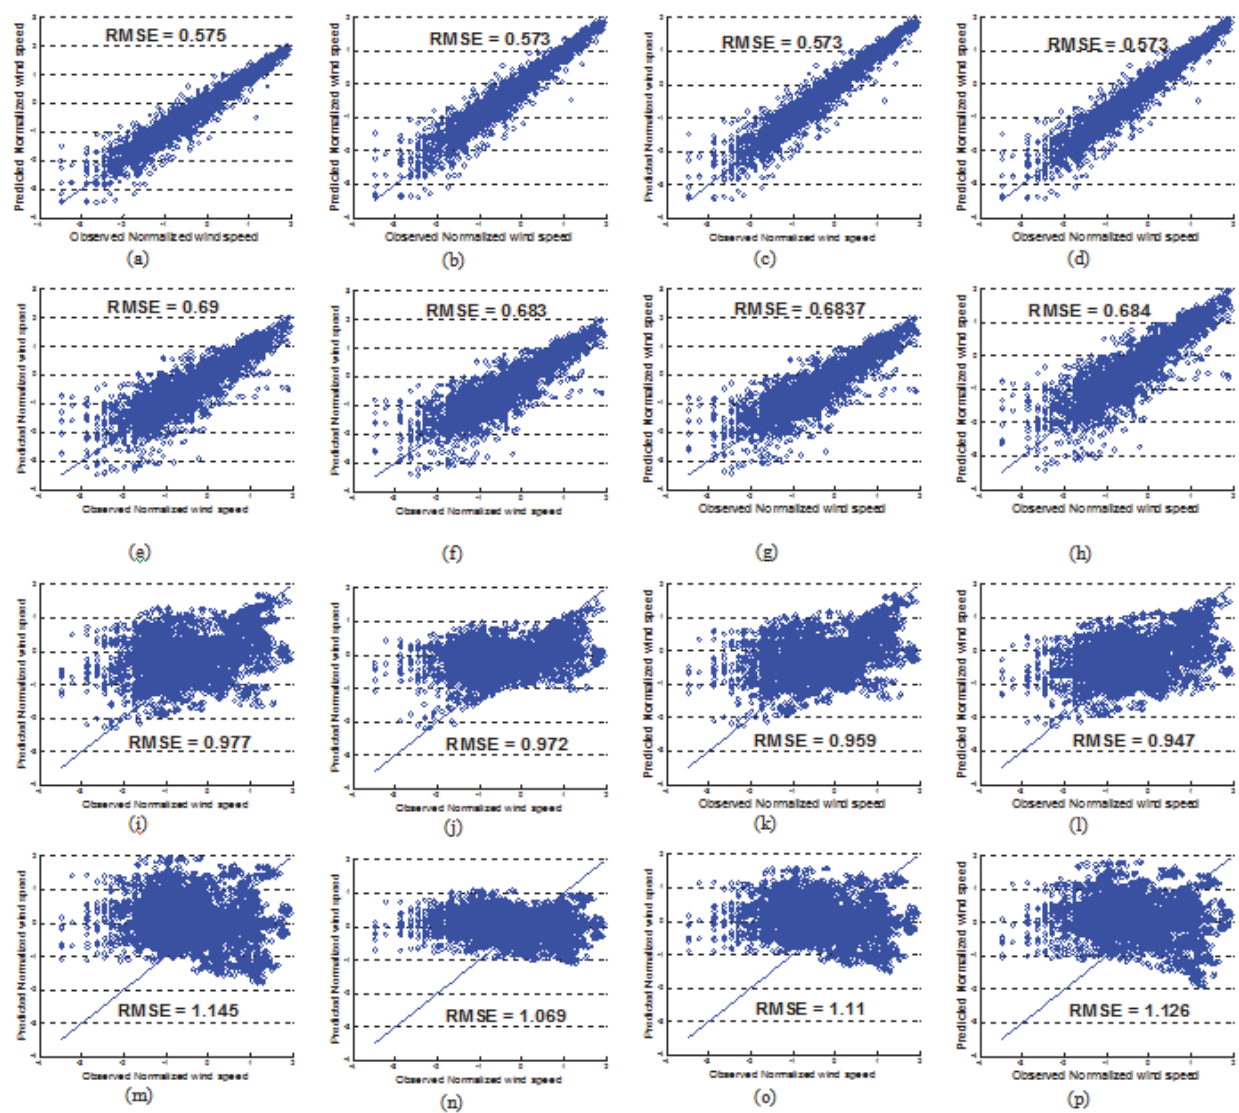 RMSE = 0.575
Predicted Normalized wind speed
Observed Normalized wind speed
(a)
RMSE = 0.573
Predicted Normalized wind speed
Observed Normalized wind speed
(b)
RMSE = 0.573
Predicted Normalized wind speed
Observed Normalized wind speed
(c)
RMSE = 0.573
Predicted Normalized wind speed
Observed Normalized wind speed
(d)
RMSE = 0.69
Predicted Normalized wind speed
Observed Normalized wind speed
(e)
RMSE = 0.683
Predicted Normalized wind speed
Observed Normalized wind speed
(f)
RMSE = 0.6837
Predicted Normalized wind speed
Observed Normalized wind speed
(g)
RMSE = 0.684
Predicted Normalized wind speed
Observed Normalized wind speed
(h)
RMSE = 0.977
Predicted Normalized wind speed
Observed Normalized wind speed
(i)
RMSE = 0.972
Predicted Normalized wind speed
Observed Normalized wind speed
(j)
RMSE = 0.959
Predicted Normalized wind speed
Observed Normalized wind speed
(k)
RMSE = 0.947
Predicted Normalized wind speed
Observed Normalized wind speed
(l)
RMSE = 1.145
Predicted Normalized wind speed
Observed Normalized wind speed
(m)
RMSE = 1.069
Predicted Normalized wind speed
Observed Normalized wind speed
(n)
RMSE = 1.11
Predicted Normalized wind speed
Observed Normalized wind speed
(o)
RMSE = 1.126
Predicted Normalized wind speed
Observed Normalized wind speed
(p)